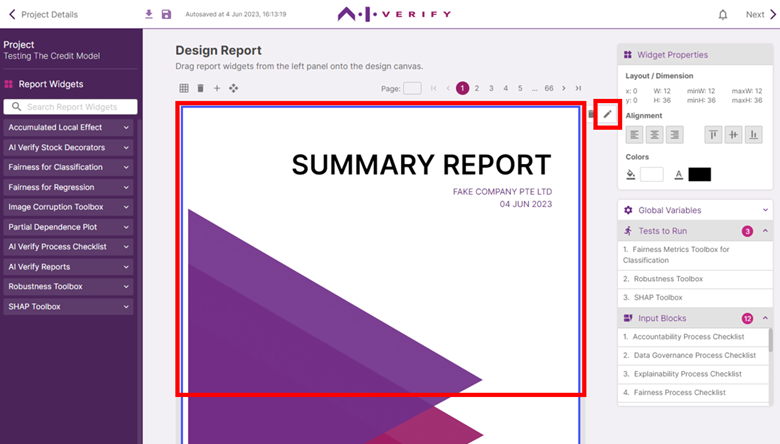 Project Details
Autosaved at 4 Jun 2023, 16:13:19
A·I·VERIFY
Next
Project
Testing The Credit Model
Report Widgets
Search Report Widgets
Accumulated Local Effect
AI Verify Stock Decorators
Fairness for Classification
Fairness for Regression
Image Corruption Toolbox
Partial Dependence Plot
AI Verify Process Checklist
AI Verify Reports
Robustness Toolbox
SHAP Toolbox
Design Report
Drag report widgets from the left panel onto the design canvas.
Page: 1 2 3 4 5 ... 66
SUMMARY REPORT
FAKE COMPANY PTE LTD
04 JUN 2023
Widget Properties
Layout / Dimension
x: 0 W: 12 minW: 12 maxW: 12
y: 0 H: 36 minH: 36 maxH: 36
Alignment
Colors
A
Global Variables
Tests to Run 3
1. Fairness Metrics Toolbox for
Classification
2. Robustness Toolbox
3. SHAP Toolbox
Input Blocks 12
1. Accountability Process Checklist
2. Data Governance Process Checklist
3. Explainability Process Checklist
4. Fairness Process Checklist